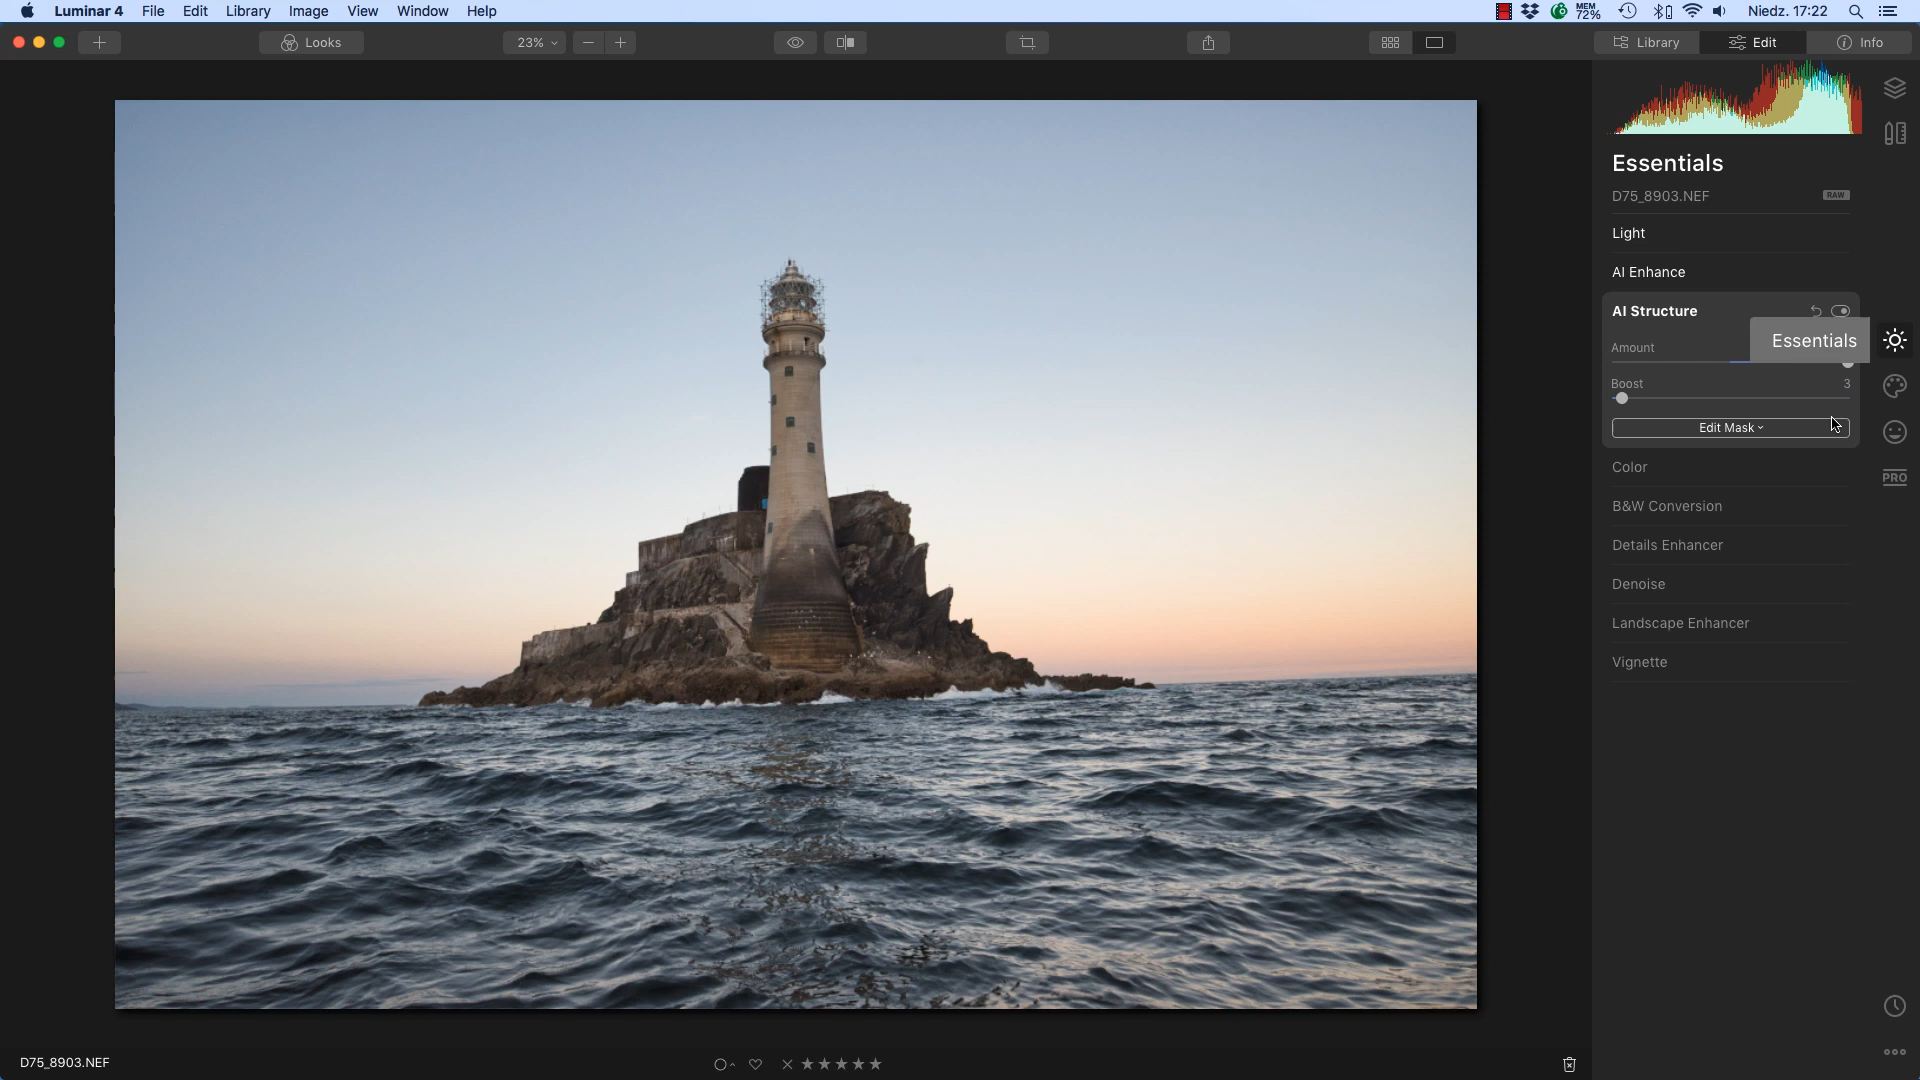 Luminar 4 File Edit Library Image View Window Help MEM 72% Niedz. 17:22
Looks 23% Library Edit Info
Essentials
D75_8903.NEF RAW
Light
AI Enhance
AI Structure
Essentials
Amount
Boost 3
Edit Mask
Color
PRO
B&W Conversion
Details Enhancer
Denoise
Landscape Enhancer
Vignette
D75_8903.NEF